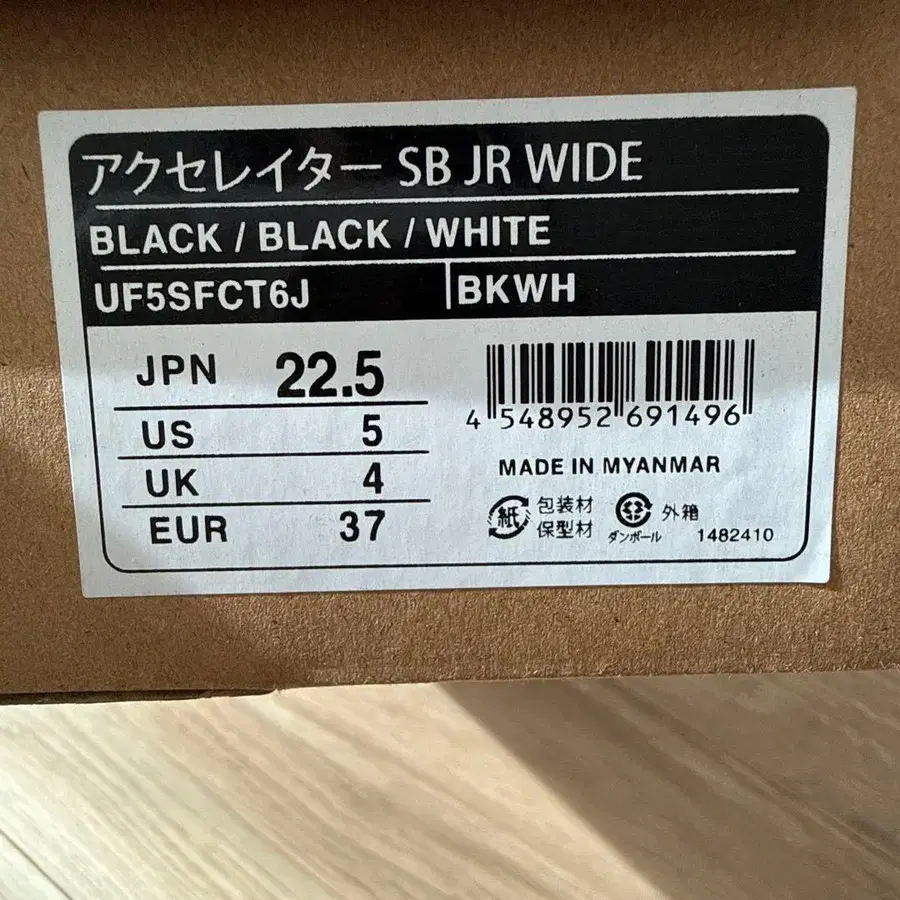 アクセレイター SB JR WIDE
BLACK / BLACK / WHITE
UF5SFCT6J BKWH
JPN 22.5
US 5
UK 4
EUR 37
4 548952 691496
MADE IN MYANMAR
紙 包装材
保型材
ダンボール 外箱
1482410